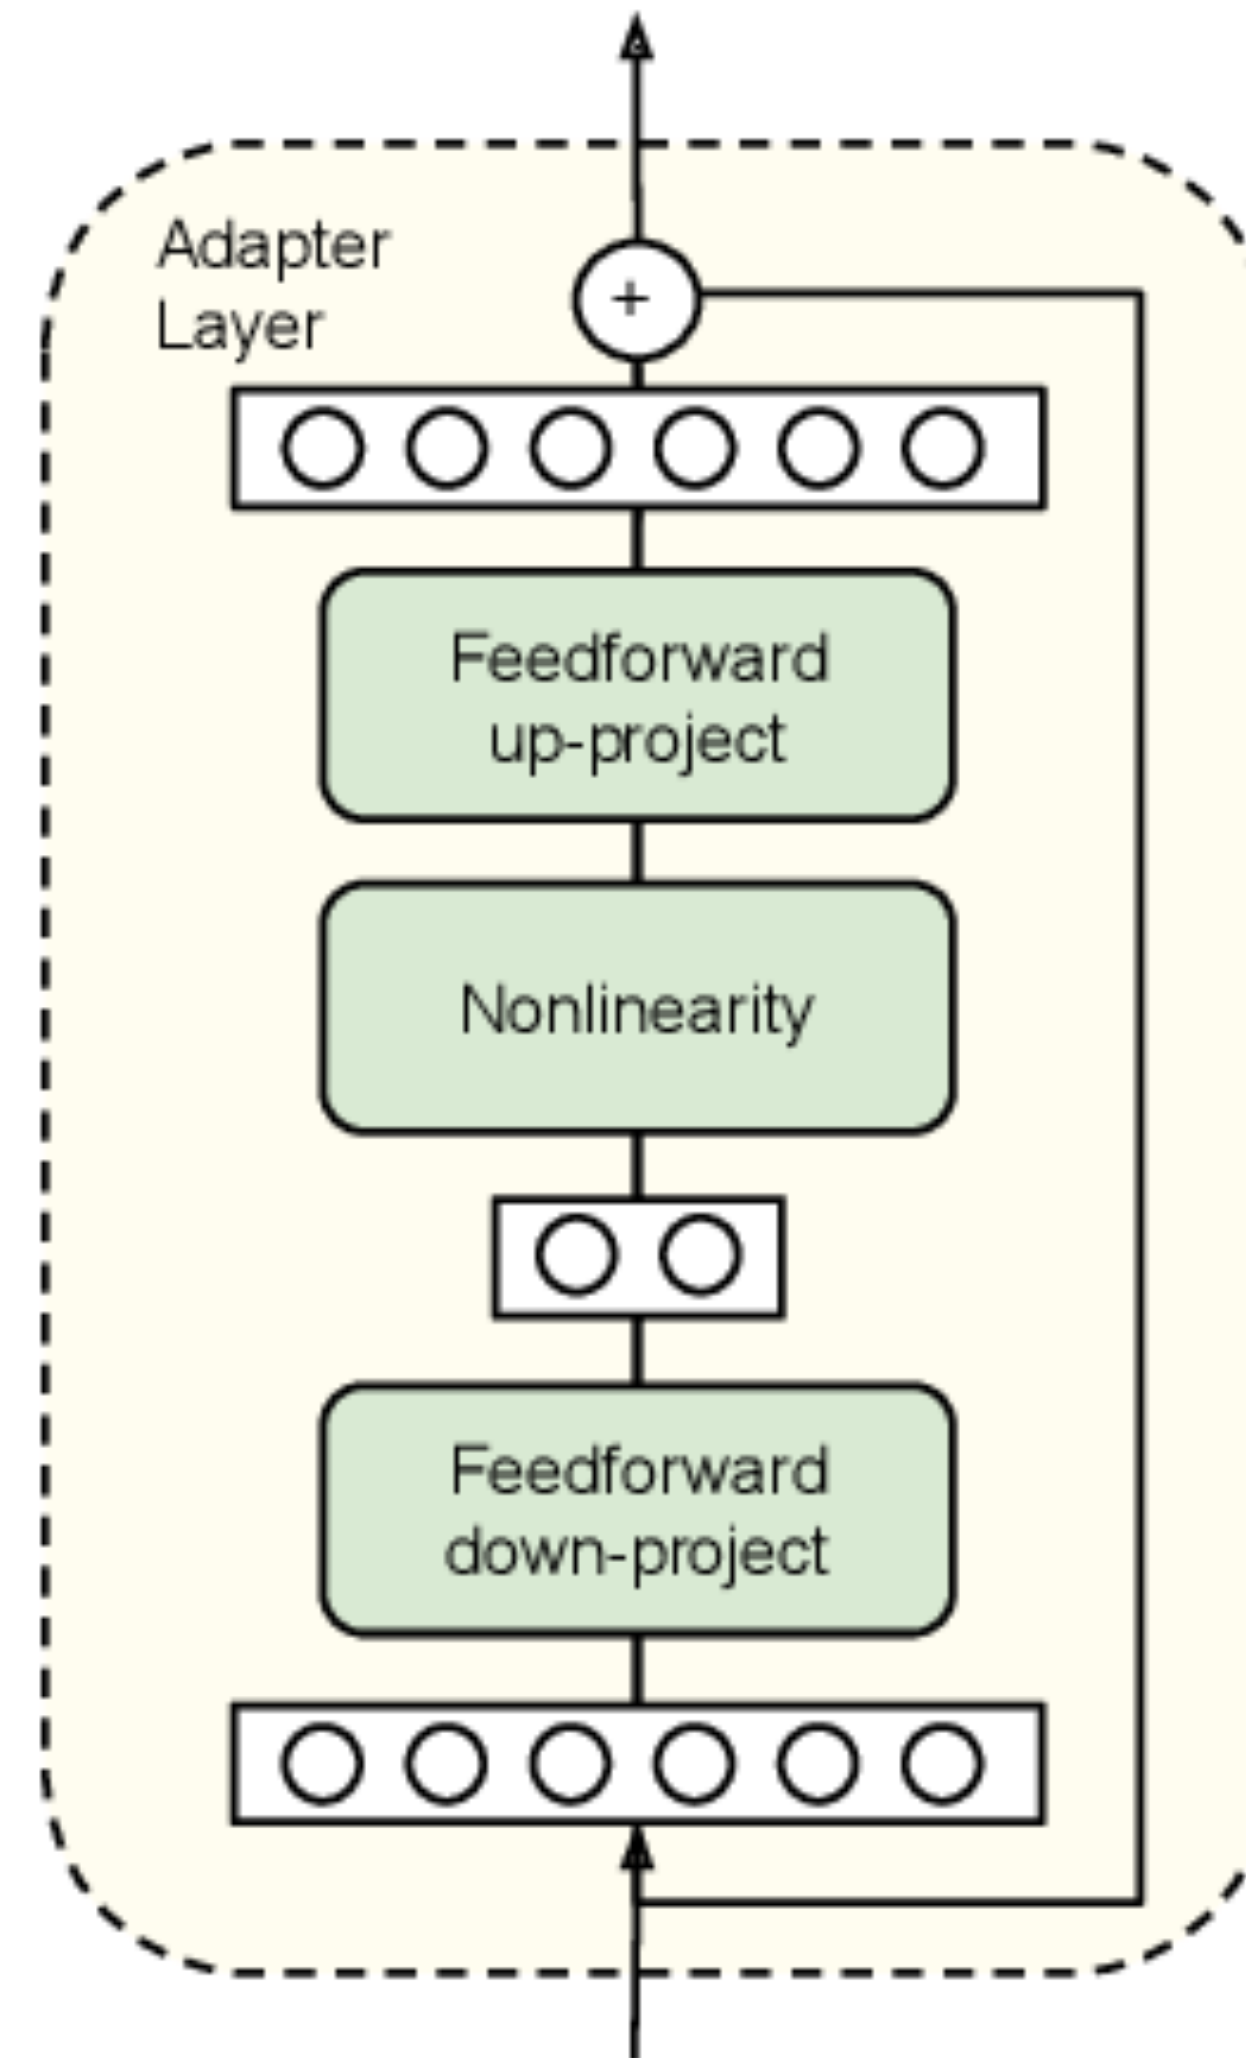 Adapter
Layer
+
Feedforward
up-project
Nonlinearity
Feedforward
down-project